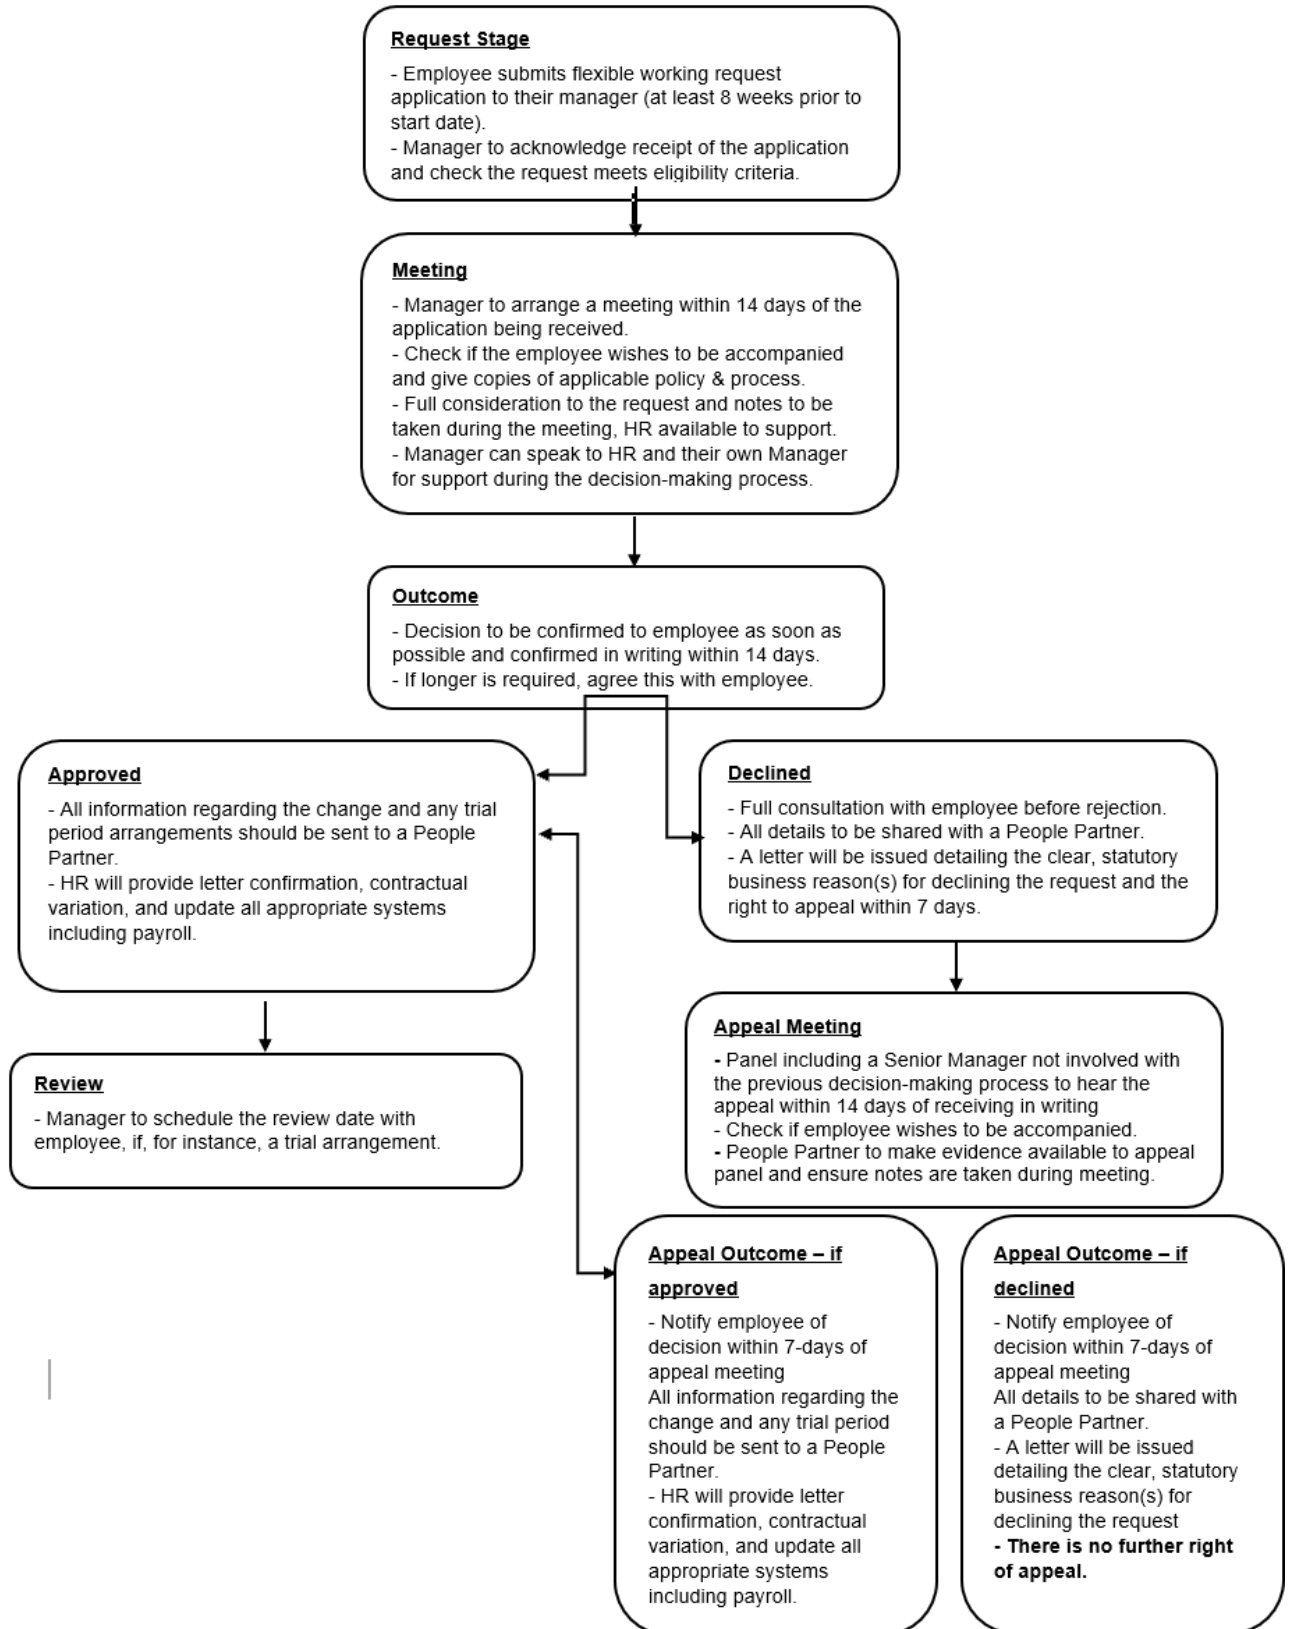 Request Stage
- Employee submits flexible working request
application to their manager (at least 8 weeks prior to
start date).
- Manager to acknowledge receipt of the application
and check the request meets eligibility criteria.
Meeting
- Manager to arrange a meeting within 14 days of the
application being received.
- Check if the employee wishes to be accompanied
and give copies of applicable policy & process.
- Full consideration to the request and notes to be
taken during the meeting, HR available to support.
- Manager can speak to HR and their own Manager
for support during the decision-making process.
Outcome
- Decision to be confirmed to employee as soon as
possible and confirmed in writing within 14 days.
- If longer is required, agree this with employee.
Approved
- All information regarding the change and any trial
period arrangements should be sent to a People
Partner.
- HR will provide letter confirmation, contractual
variation, and update all appropriate systems
including payroll.
Declined
- Full consultation with employee before rejection.
- All details to be shared with a People Partner.
- A letter will be issued detailing the clear, statutory
business reason(s) for declining the request and the
right to appeal within 7 days.
Review
- Manager to schedule the review date with
employee, if, for instance, a trial arrangement.
Appeal Meeting
- Panel including a Senior Manager not involved with
the previous decision-making process to hear the
appeal within 14 days of receiving in writing
- Check if employee wishes to be accompanied.
- People Partner to make evidence available to appeal
panel and ensure notes are taken during meeting.
Appeal Outcome – if
approved
- Notify employee of
decision within 7-days of
appeal meeting
All information regarding the
change and any trial period
should be sent to a People
Partner.
- HR will provide letter
confirmation, contractual
variation, and update all
appropriate systems
including payroll.
Appeal Outcome – if
declined
- Notify employee of
decision within 7-days of
appeal meeting
All details to be shared with
a People Partner.
- A letter will be issued
detailing the clear, statutory
business reason(s) for
declining the request
- There is no further right
of appeal.